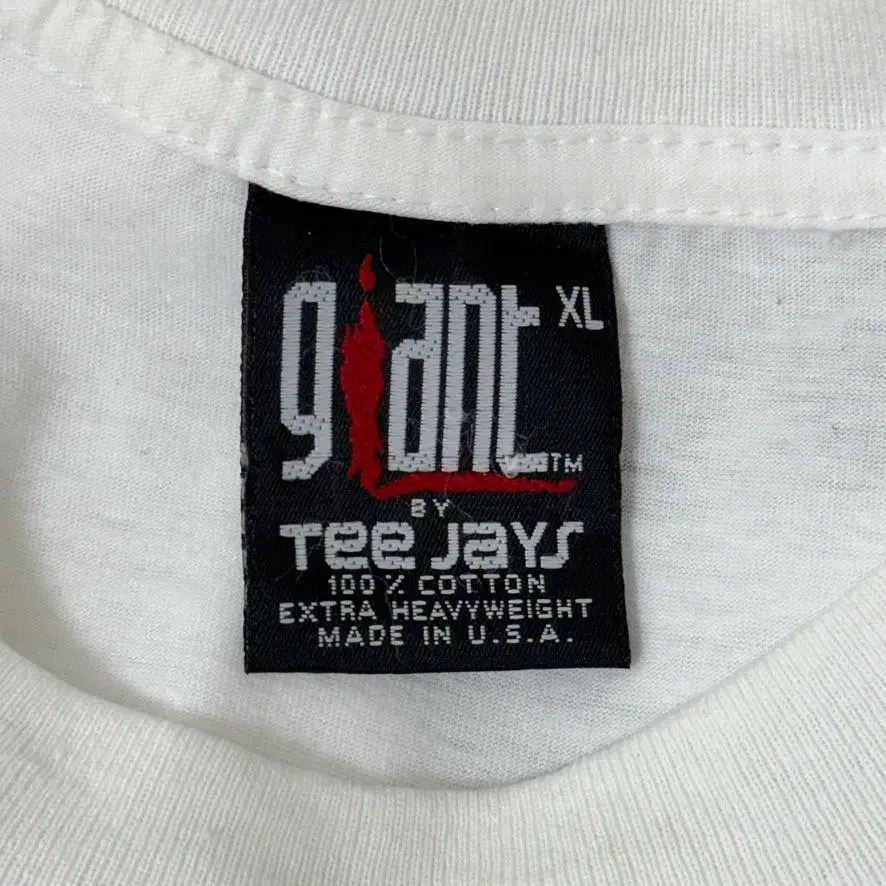 giant XL
TM
BY
Tee Jays
100% COTTON
EXTRA HEAVYWEIGHT
MADE IN U.S.A.